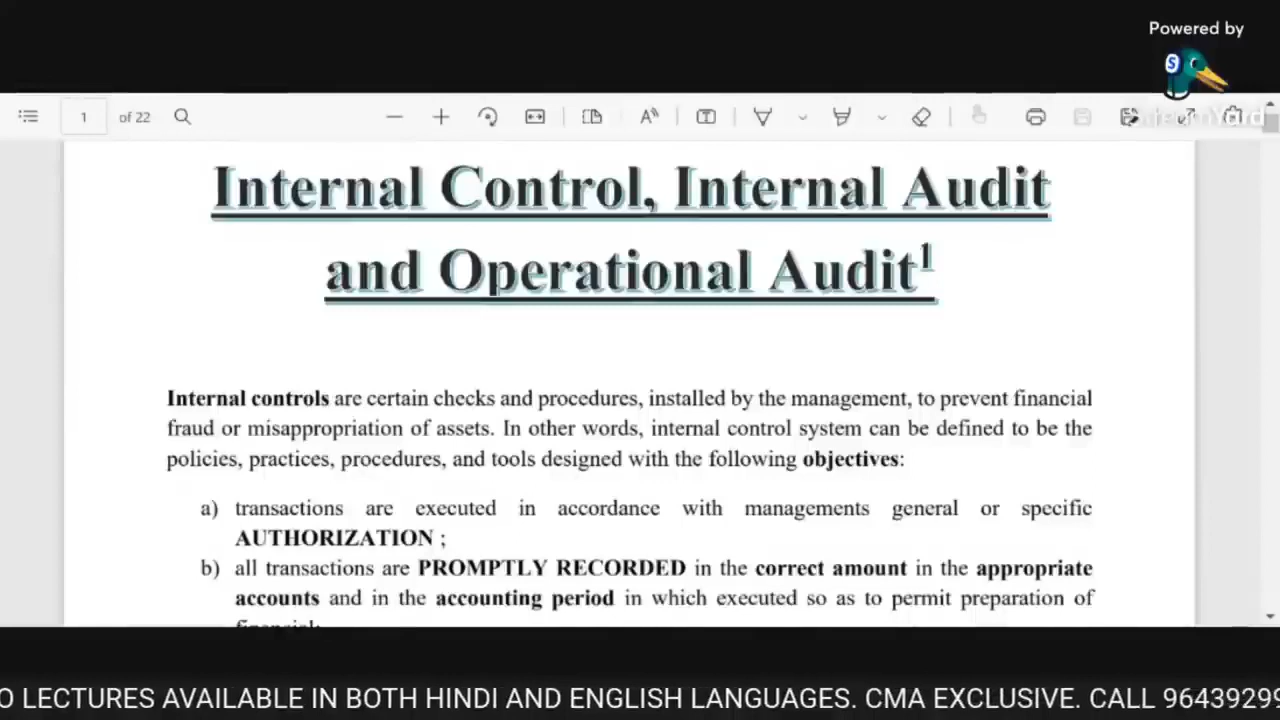 Powered by
1 of 22
Internal Control, Internal Audit
and Operational Audit¹
Internal controls are certain checks and procedures, installed by the management, to prevent financial
fraud or misappropriation of assets. In other words, internal control system can be defined to be the
policies, practices, procedures, and tools designed with the following objectives:
a) transactions are executed in accordance with managements general or specific
AUTHORIZATION ;
b) all transactions are PROMPTLY RECORDED in the correct amount in the appropriate
accounts and in the accounting period in which executed so as to permit preparation of
O LECTURES AVAILABLE IN BOTH HINDI AND ENGLISH LANGUAGES. CMA EXCLUSIVE. CALL 96439299